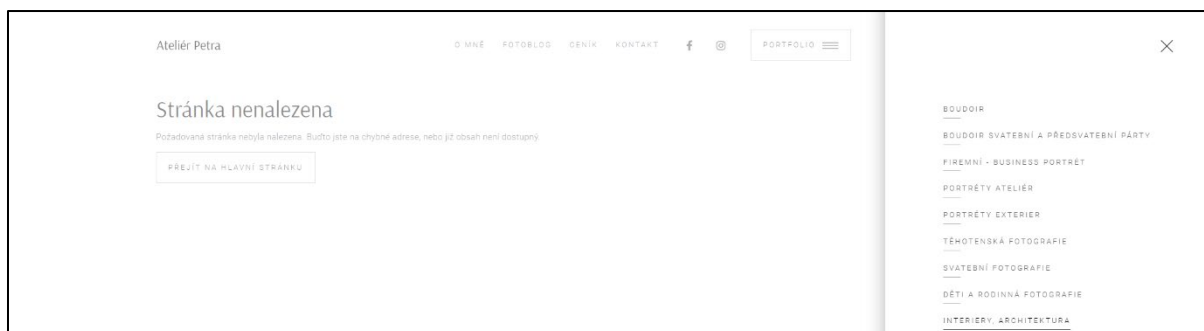 Ateliér Petra
O MNĚ FOTOBLOG CENÍK KONTAKT PORTFOLIO
Stránka nenalezena
Požadovaná stránka nebyla nalezena. Buďto jste na chybné adrese, nebo již obsah není dostupný.
PŘEJÍT NA HLAVNÍ STRÁNKU
BOUDOIR
BOUDOIR SVATEBNÍ A PŘEDSVATEBNÍ PÁRTY
FIREMNÍ - BUSINESS PORTRÉT
PORTRÉTY ATELIÉR
PORTRÉTY EXTERIER
TĚHOTENSKÁ FOTOGRAFIE
SVATEBNÍ FOTOGRAFIE
DĚTI A RODINNÁ FOTOGRAFIE
INTERIÉRY, ARCHITEKTURA